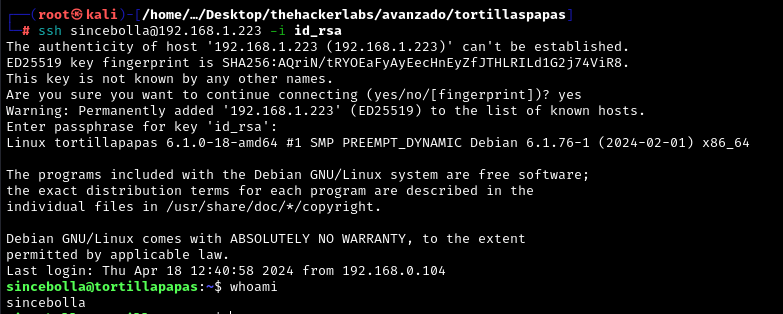 (root㉿kali)-[/home/…/Desktop/thehackerlabs/avanzado/tortillaspapas]
# ssh sincebolla@192.168.1.223 -i id_rsa
The authenticity of host '192.168.1.223 (192.168.1.223)' can't be established.
ED25519 key fingerprint is SHA256:AQriN/tRYOEaFyAyEecHnEyZfJTHLRILd1G2j74ViR8.
This key is not known by any other names.
Are you sure you want to continue connecting (yes/no/[fingerprint])? yes
Warning: Permanently added '192.168.1.223' (ED25519) to the list of known hosts.
Enter passphrase for key 'id_rsa':
Linux tortillapapas 6.1.0-18-amd64 #1 SMP PREEMPT_DYNAMIC Debian 6.1.76-1 (2024-02-01) x86_64
The programs included with the Debian GNU/Linux system are free software;
the exact distribution terms for each program are described in the
individual files in /usr/share/doc/*/copyright.
Debian GNU/Linux comes with ABSOLUTELY NO WARRANTY, to the extent
permitted by applicable law.
Last login: Thu Apr 18 12:40:58 2024 from 192.168.0.104
sincebolla@tortillapapas:~$ whoami
sincebolla